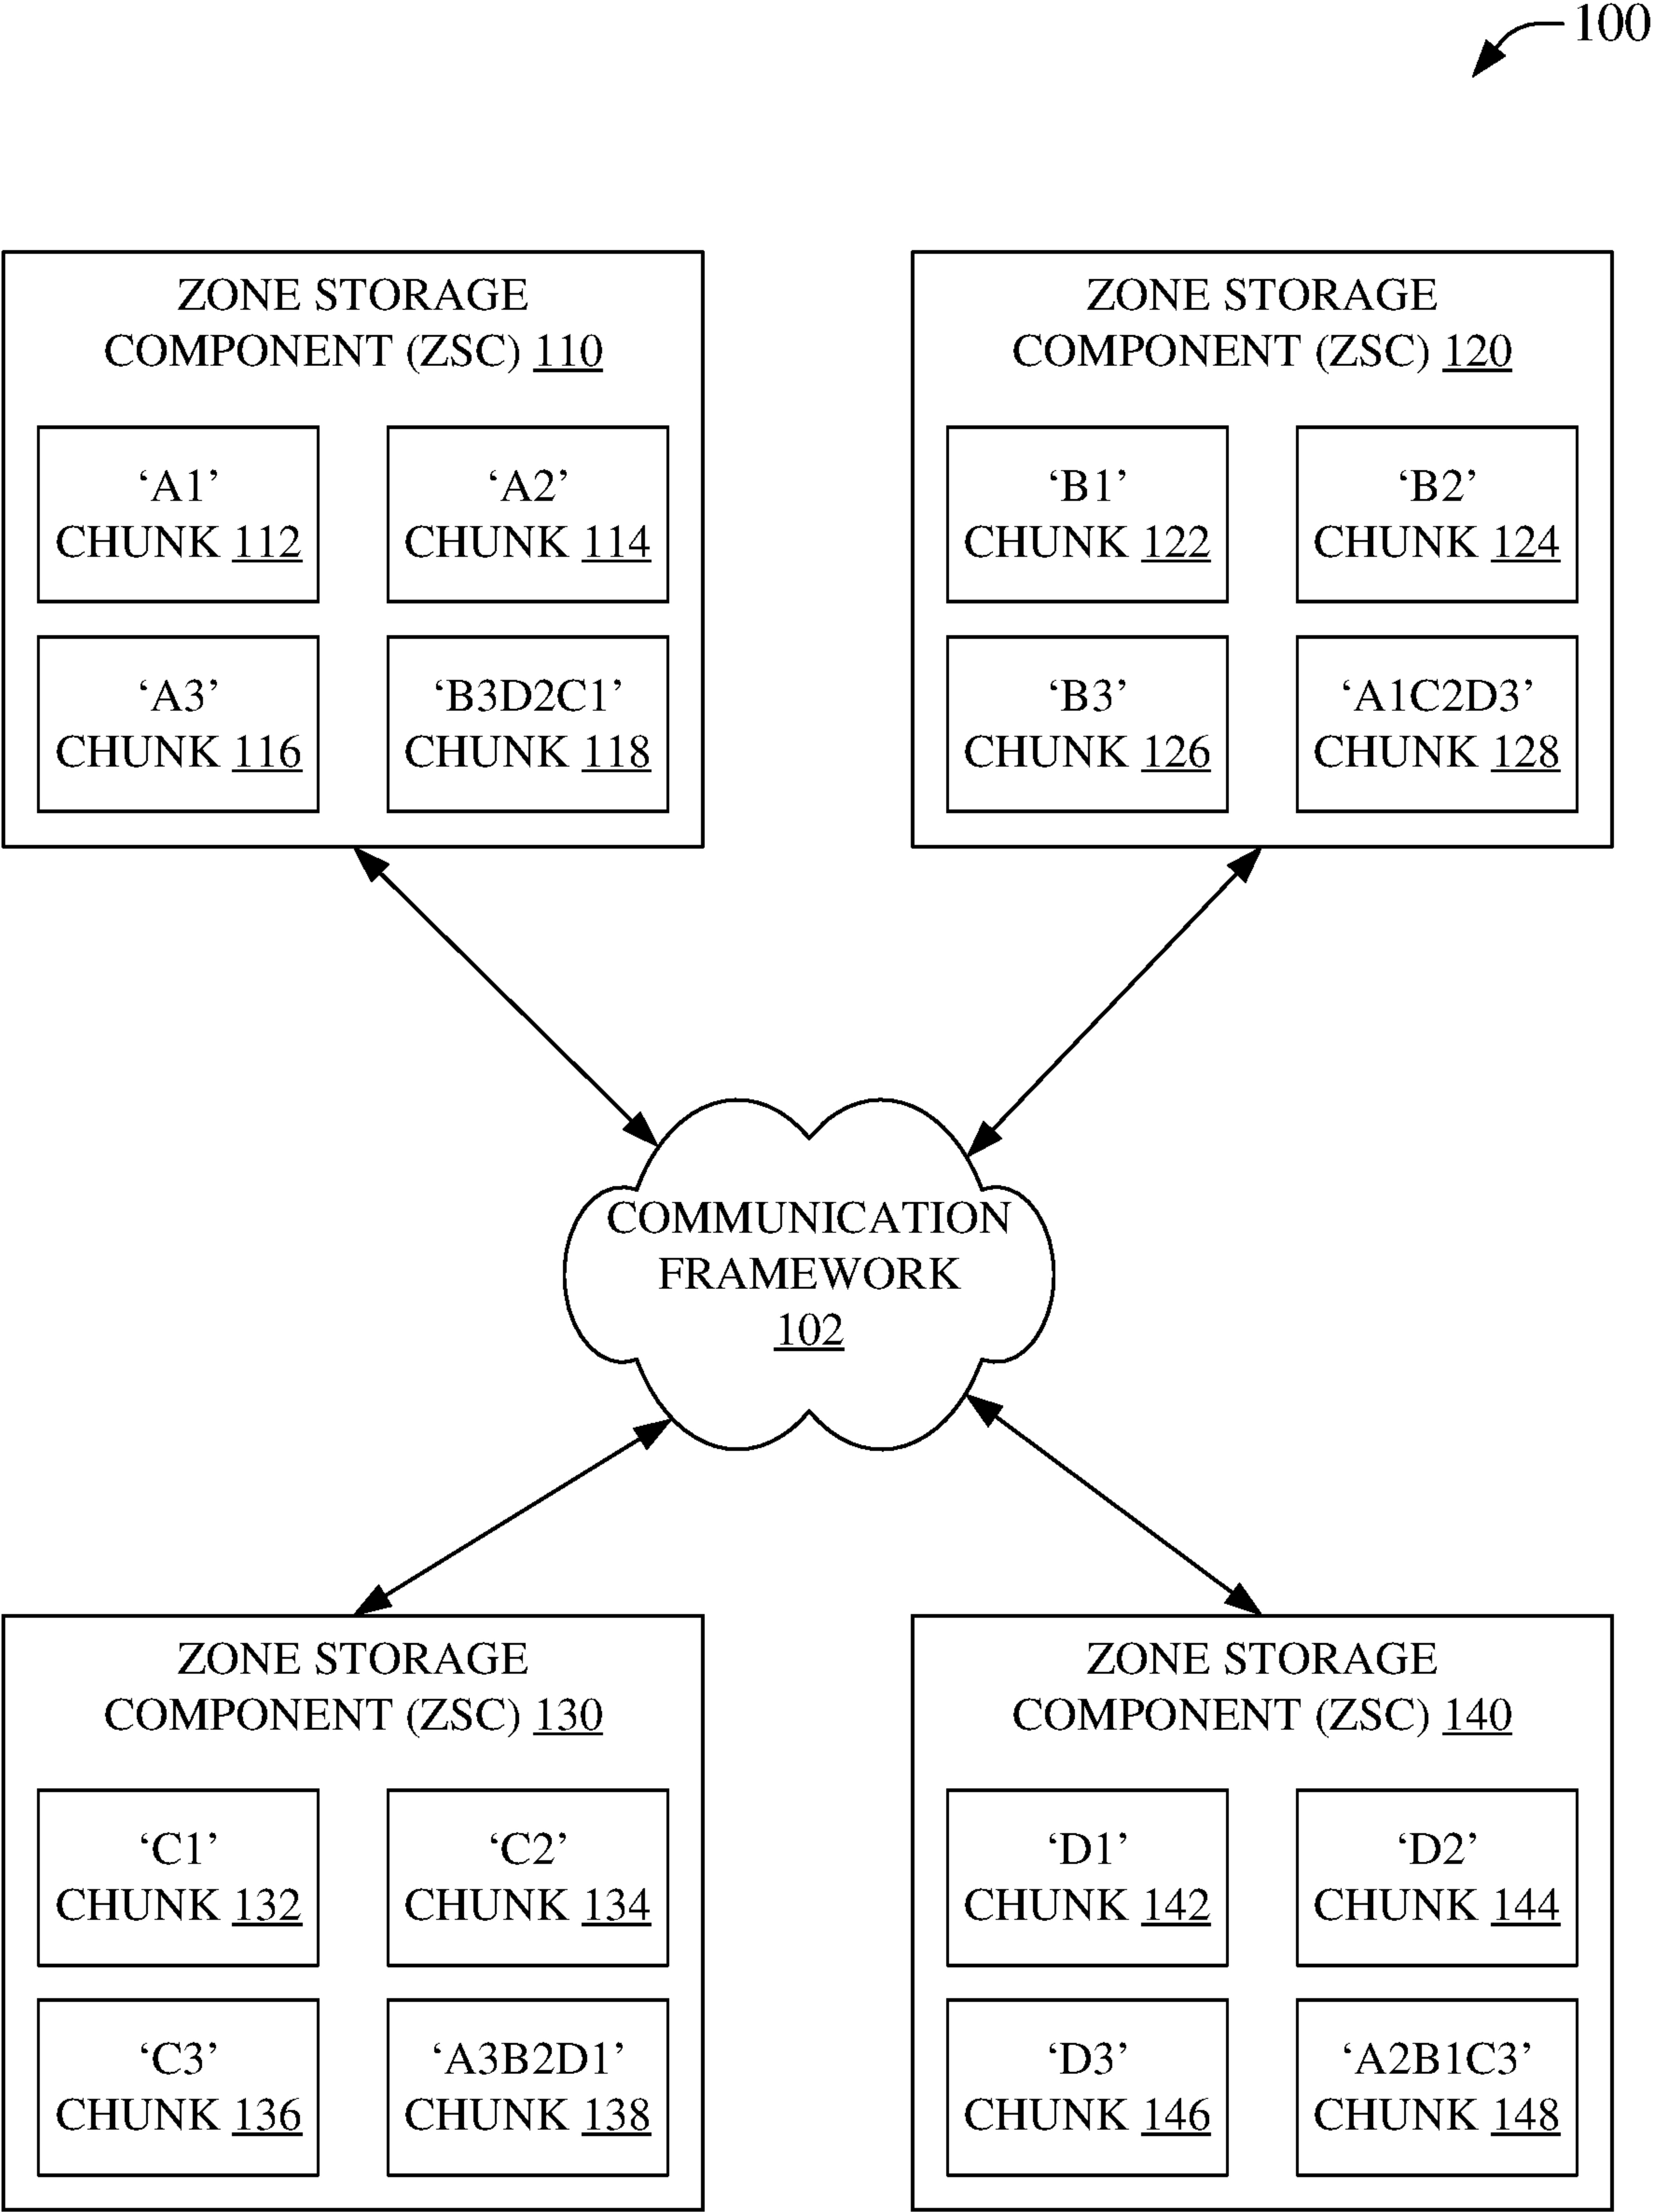 100
ZONE STORAGE
COMPONENT (ZSC) 110
‘A1’
CHUNK 112
‘A2’
CHUNK 114
‘A3’
CHUNK 116
‘B3D2C1’
CHUNK 118
ZONE STORAGE
COMPONENT (ZSC) 120
‘B1’
CHUNK 122
‘B2’
CHUNK 124
‘B3’
CHUNK 126
‘A1C2D3’
CHUNK 128
COMMUNICATION
FRAMEWORK
102
ZONE STORAGE
COMPONENT (ZSC) 130
‘C1’
CHUNK 132
‘C2’
CHUNK 134
‘C3’
CHUNK 136
‘A3B2D1’
CHUNK 138
ZONE STORAGE
COMPONENT (ZSC) 140
‘D1’
CHUNK 142
‘D2’
CHUNK 144
‘D3’
CHUNK 146
‘A2B1C3’
CHUNK 148